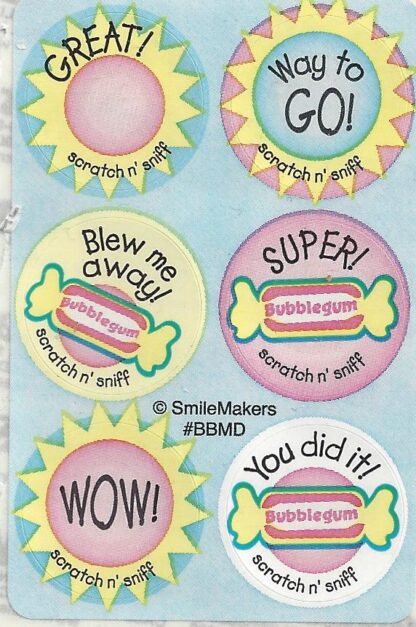 GREAT!
scratch n' sniff
Way to
GO!
scratch n' sniff
Blew me
away!
Bubblegum
scratch n' sniff
SUPER!
Bubblegum
scratch n' sniff
© SmileMakers
#BBMD
WOW!
scratch n' sniff
You did it!
Bubblegum
scratch n' sniff